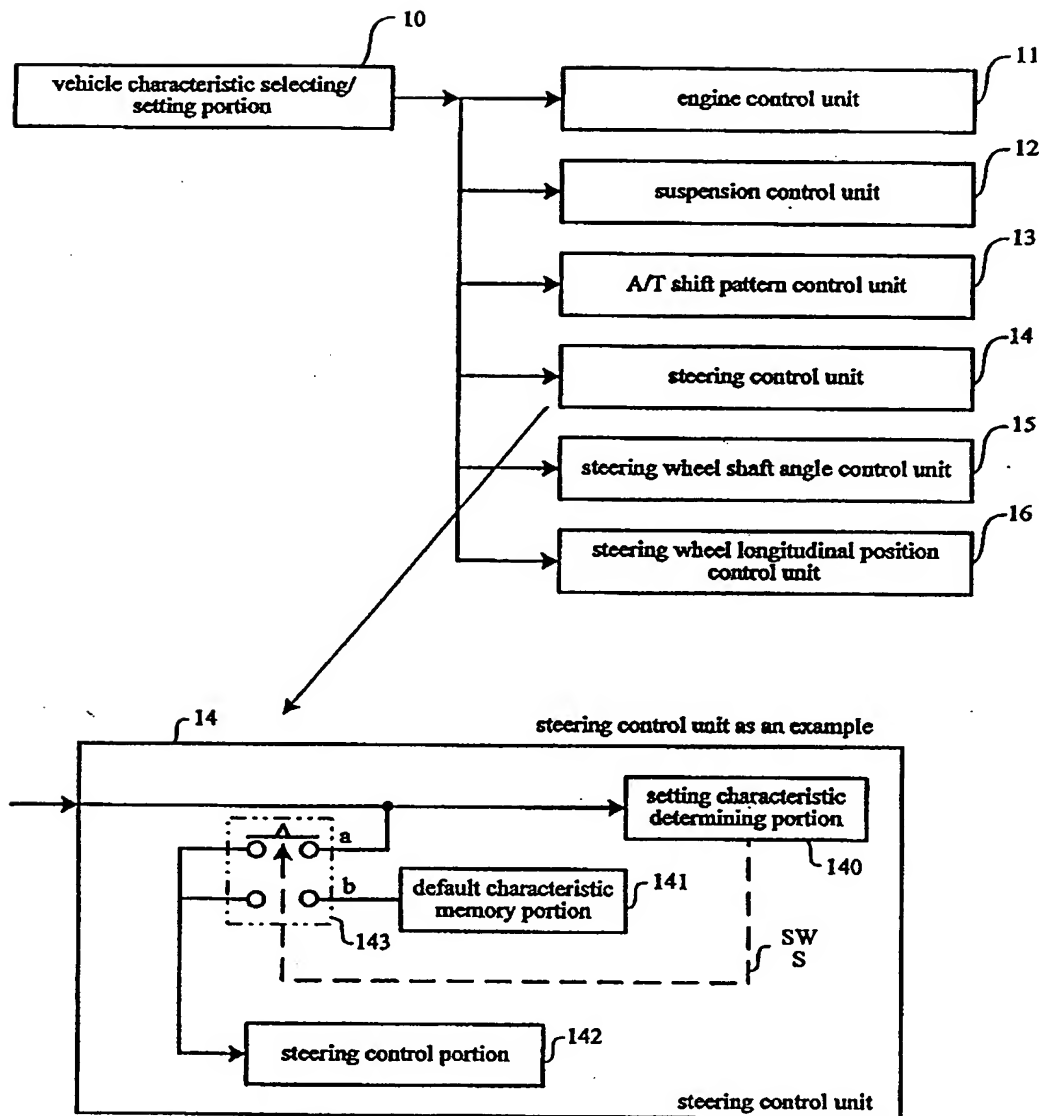 10
vehicle characteristic selecting/
setting portion
11
engine control unit
12
suspension control unit
13
A/T shift pattern control unit
14
steering control unit
15
steering wheel shaft angle control unit
16
steering wheel longitudinal position
control unit
14
steering control unit as an example
setting characteristic
determining portion
140
a
b
default characteristic
memory portion
141
143
SW
S
steering control portion
142
steering control unit